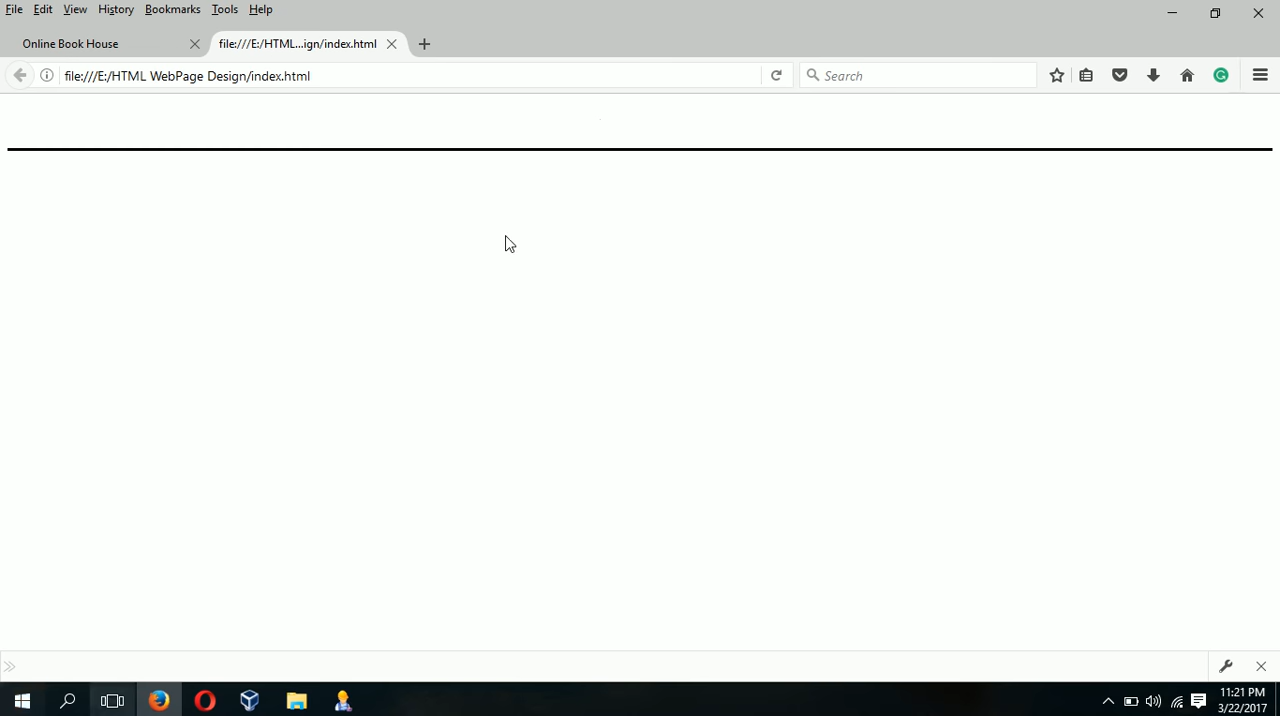 File Edit View History Bookmarks Tools Help
Online Book House file:///E:/HTML...ign/index.html
file:///E:/HTML WebPage Design/index.html Search
11:21 PM
3/22/2017